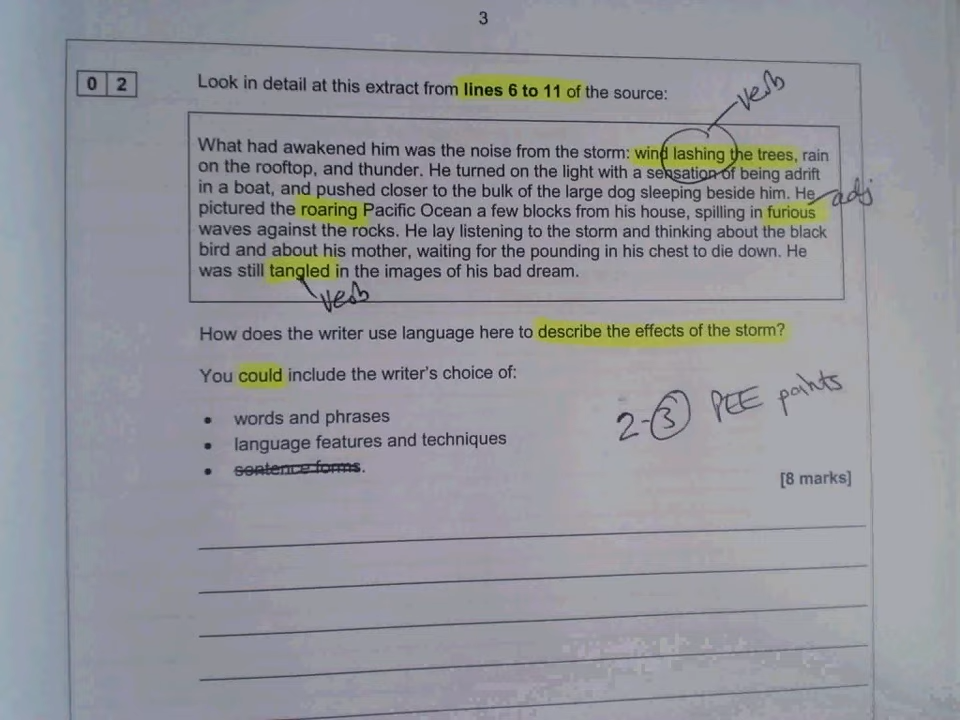 3
0 2 Look in detail at this extract from lines 6 to 11 of the source:
verb
What had awakened him was the noise from the storm: wind lashing the trees, rain
on the rooftop, and thunder. He turned on the light with a sensation of being adrift
in a boat, and pushed closer to the bulk of the large dog sleeping beside him. He
adj
pictured the roaring Pacific Ocean a few blocks from his house, spilling in furious
waves against the rocks. He lay listening to the storm and thinking about the black
bird and about his mother, waiting for the pounding in his chest to die down. He
was still tangled in the images of his bad dream.
verb
How does the writer use language here to describe the effects of the storm?
You could include the writer's choice of:
• words and phrases
2-3 PEE points
• language features and techniques
• sentence forms.
[8 marks]